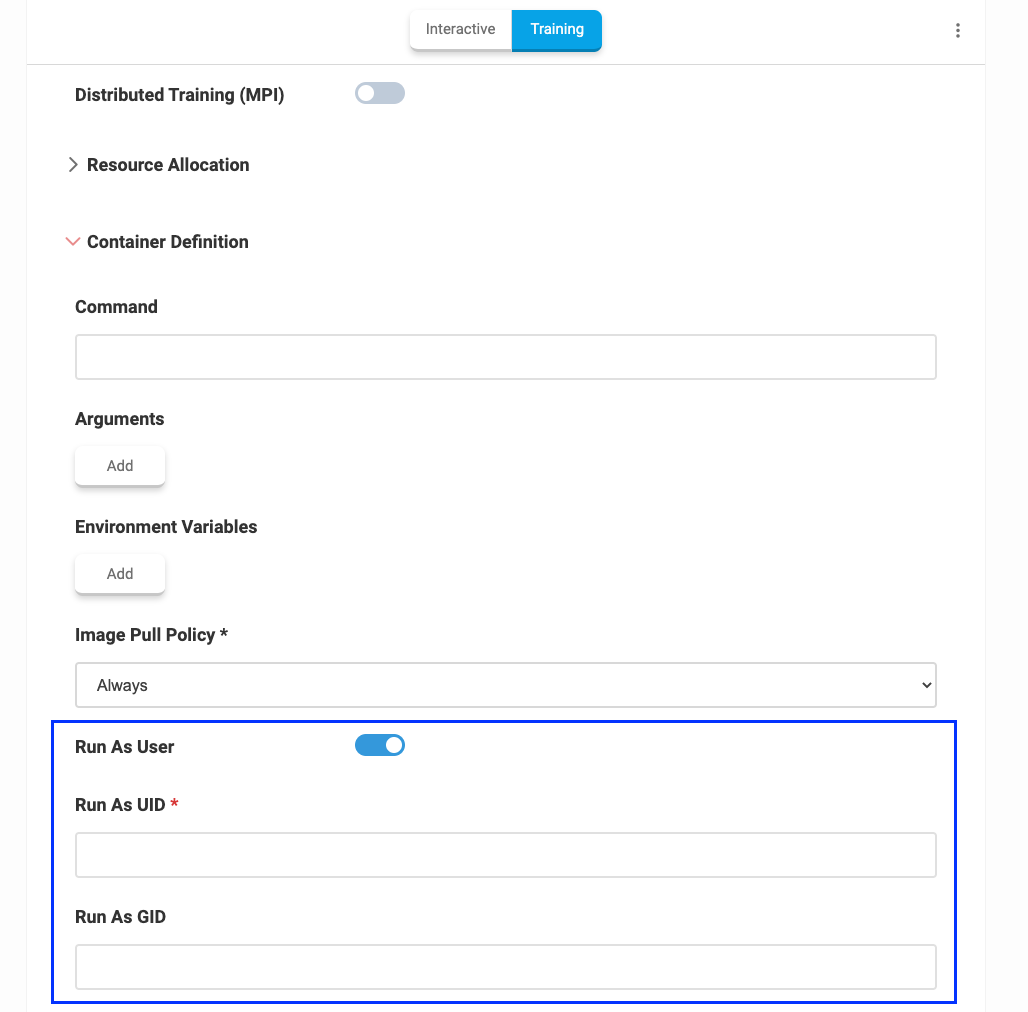 Interactive Training
Distributed Training (MPI)
Resource Allocation
Container Definition
Command
Arguments
Add
Environment Variables
Add
Image Pull Policy *
Always
Run As User
Run As UID *
Run As GID